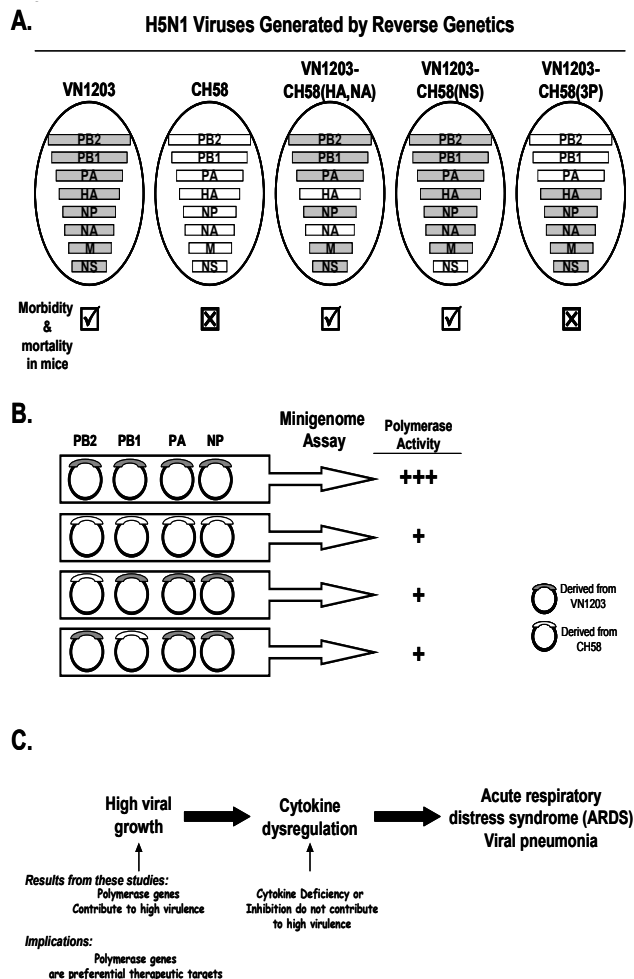 A.
H5N1 Viruses Generated by Reverse Genetics
VN1203
CH58
VN1203-
CH58(HA,NA)
VN1203-
CH58(NS)
VN1203-
CH58(3P)
PB2 PB2 PB2 PB2 PB2
PB1 PB1 PB1 PB1 PB1
PA PA PA PA PA
HA HA HA HA HA
NP NP NP NP NP
NA NA NA NA NA
M M M M M
NS NS NS NS NS
Morbidity
&
mortality
in mice
B.
PB2 PB1 PA NP
Minigenome
Assay
Polymerase
Activity
+++
+
+
+
Derived from
VN1203
Derived from
CH58
C.
High viral
growth
Cytokine
dysregulation
Acute respiratory
distress syndrome (ARDS)
Viral pneumonia
Results from these studies:
Polymerase genes
Contribute to high virulence
Cytokine Deficiency or
Inhibition do not contribute
to high virulence
Implications:
Polymerase genes
are preferential therapeutic targets